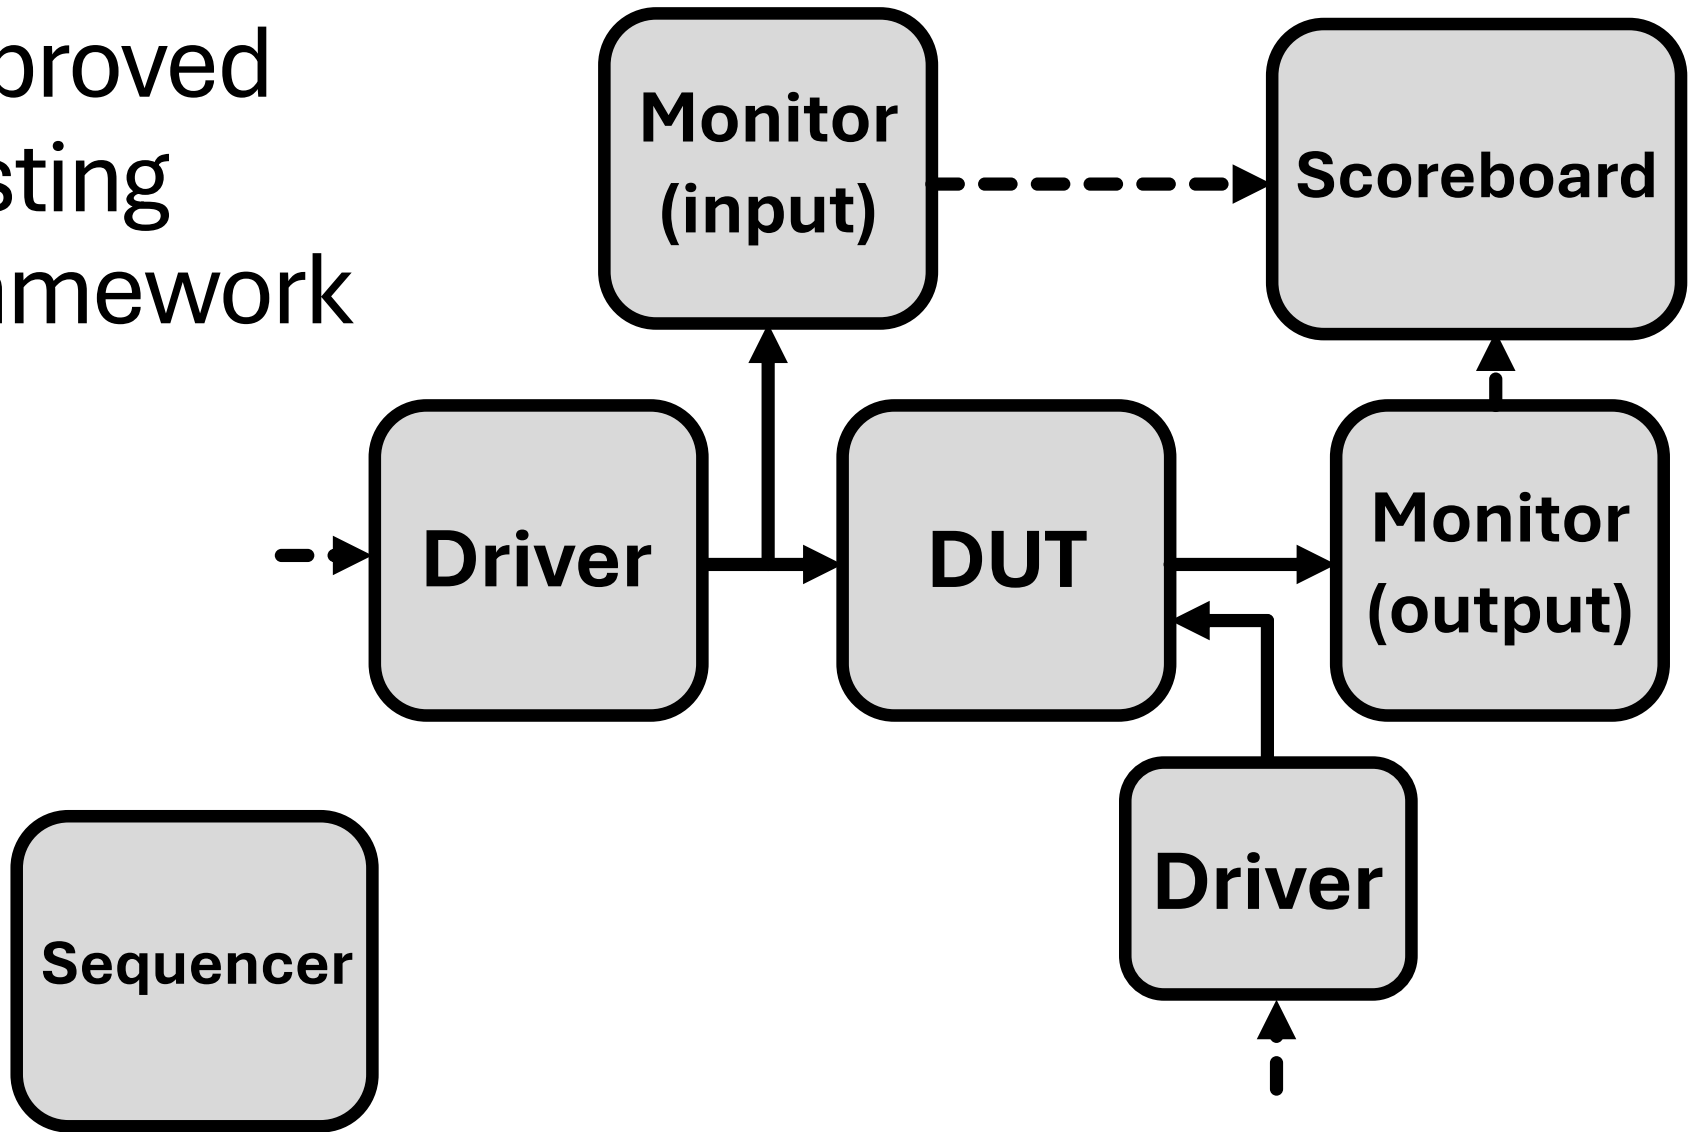 proved
sting
mework
Monitor
(input)
Scoreboard
Driver
DUT
Monitor
(output)
Driver
Sequencer